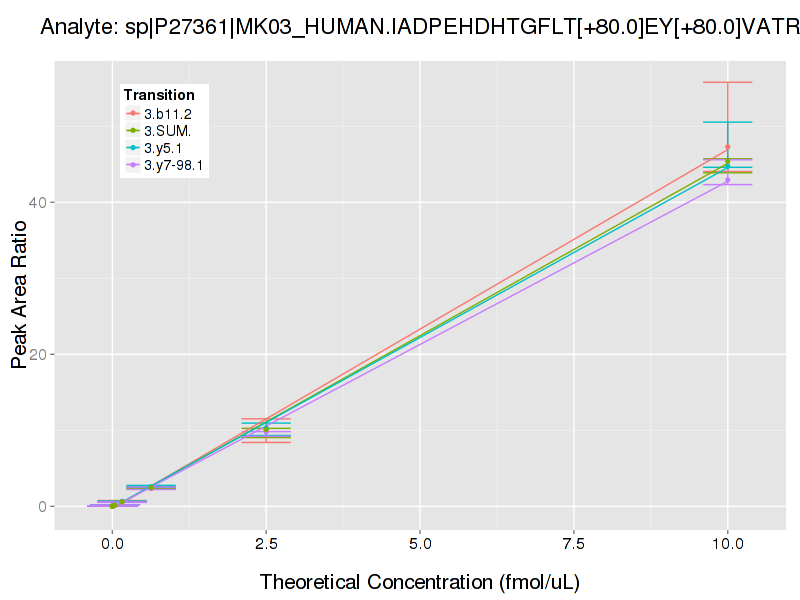 Analyte: sp|P27361|MK03_HUMAN.IADPEHDHTGFLT[+80.0]EY[+80.0]VATR
Transition
3.b11.2
3.SUM.
3.y5.1
3.y7-98.1
40
20
0
Peak Area Ratio
0.0 2.5 5.0 7.5 10.0
Theoretical Concentration (fmol/uL)